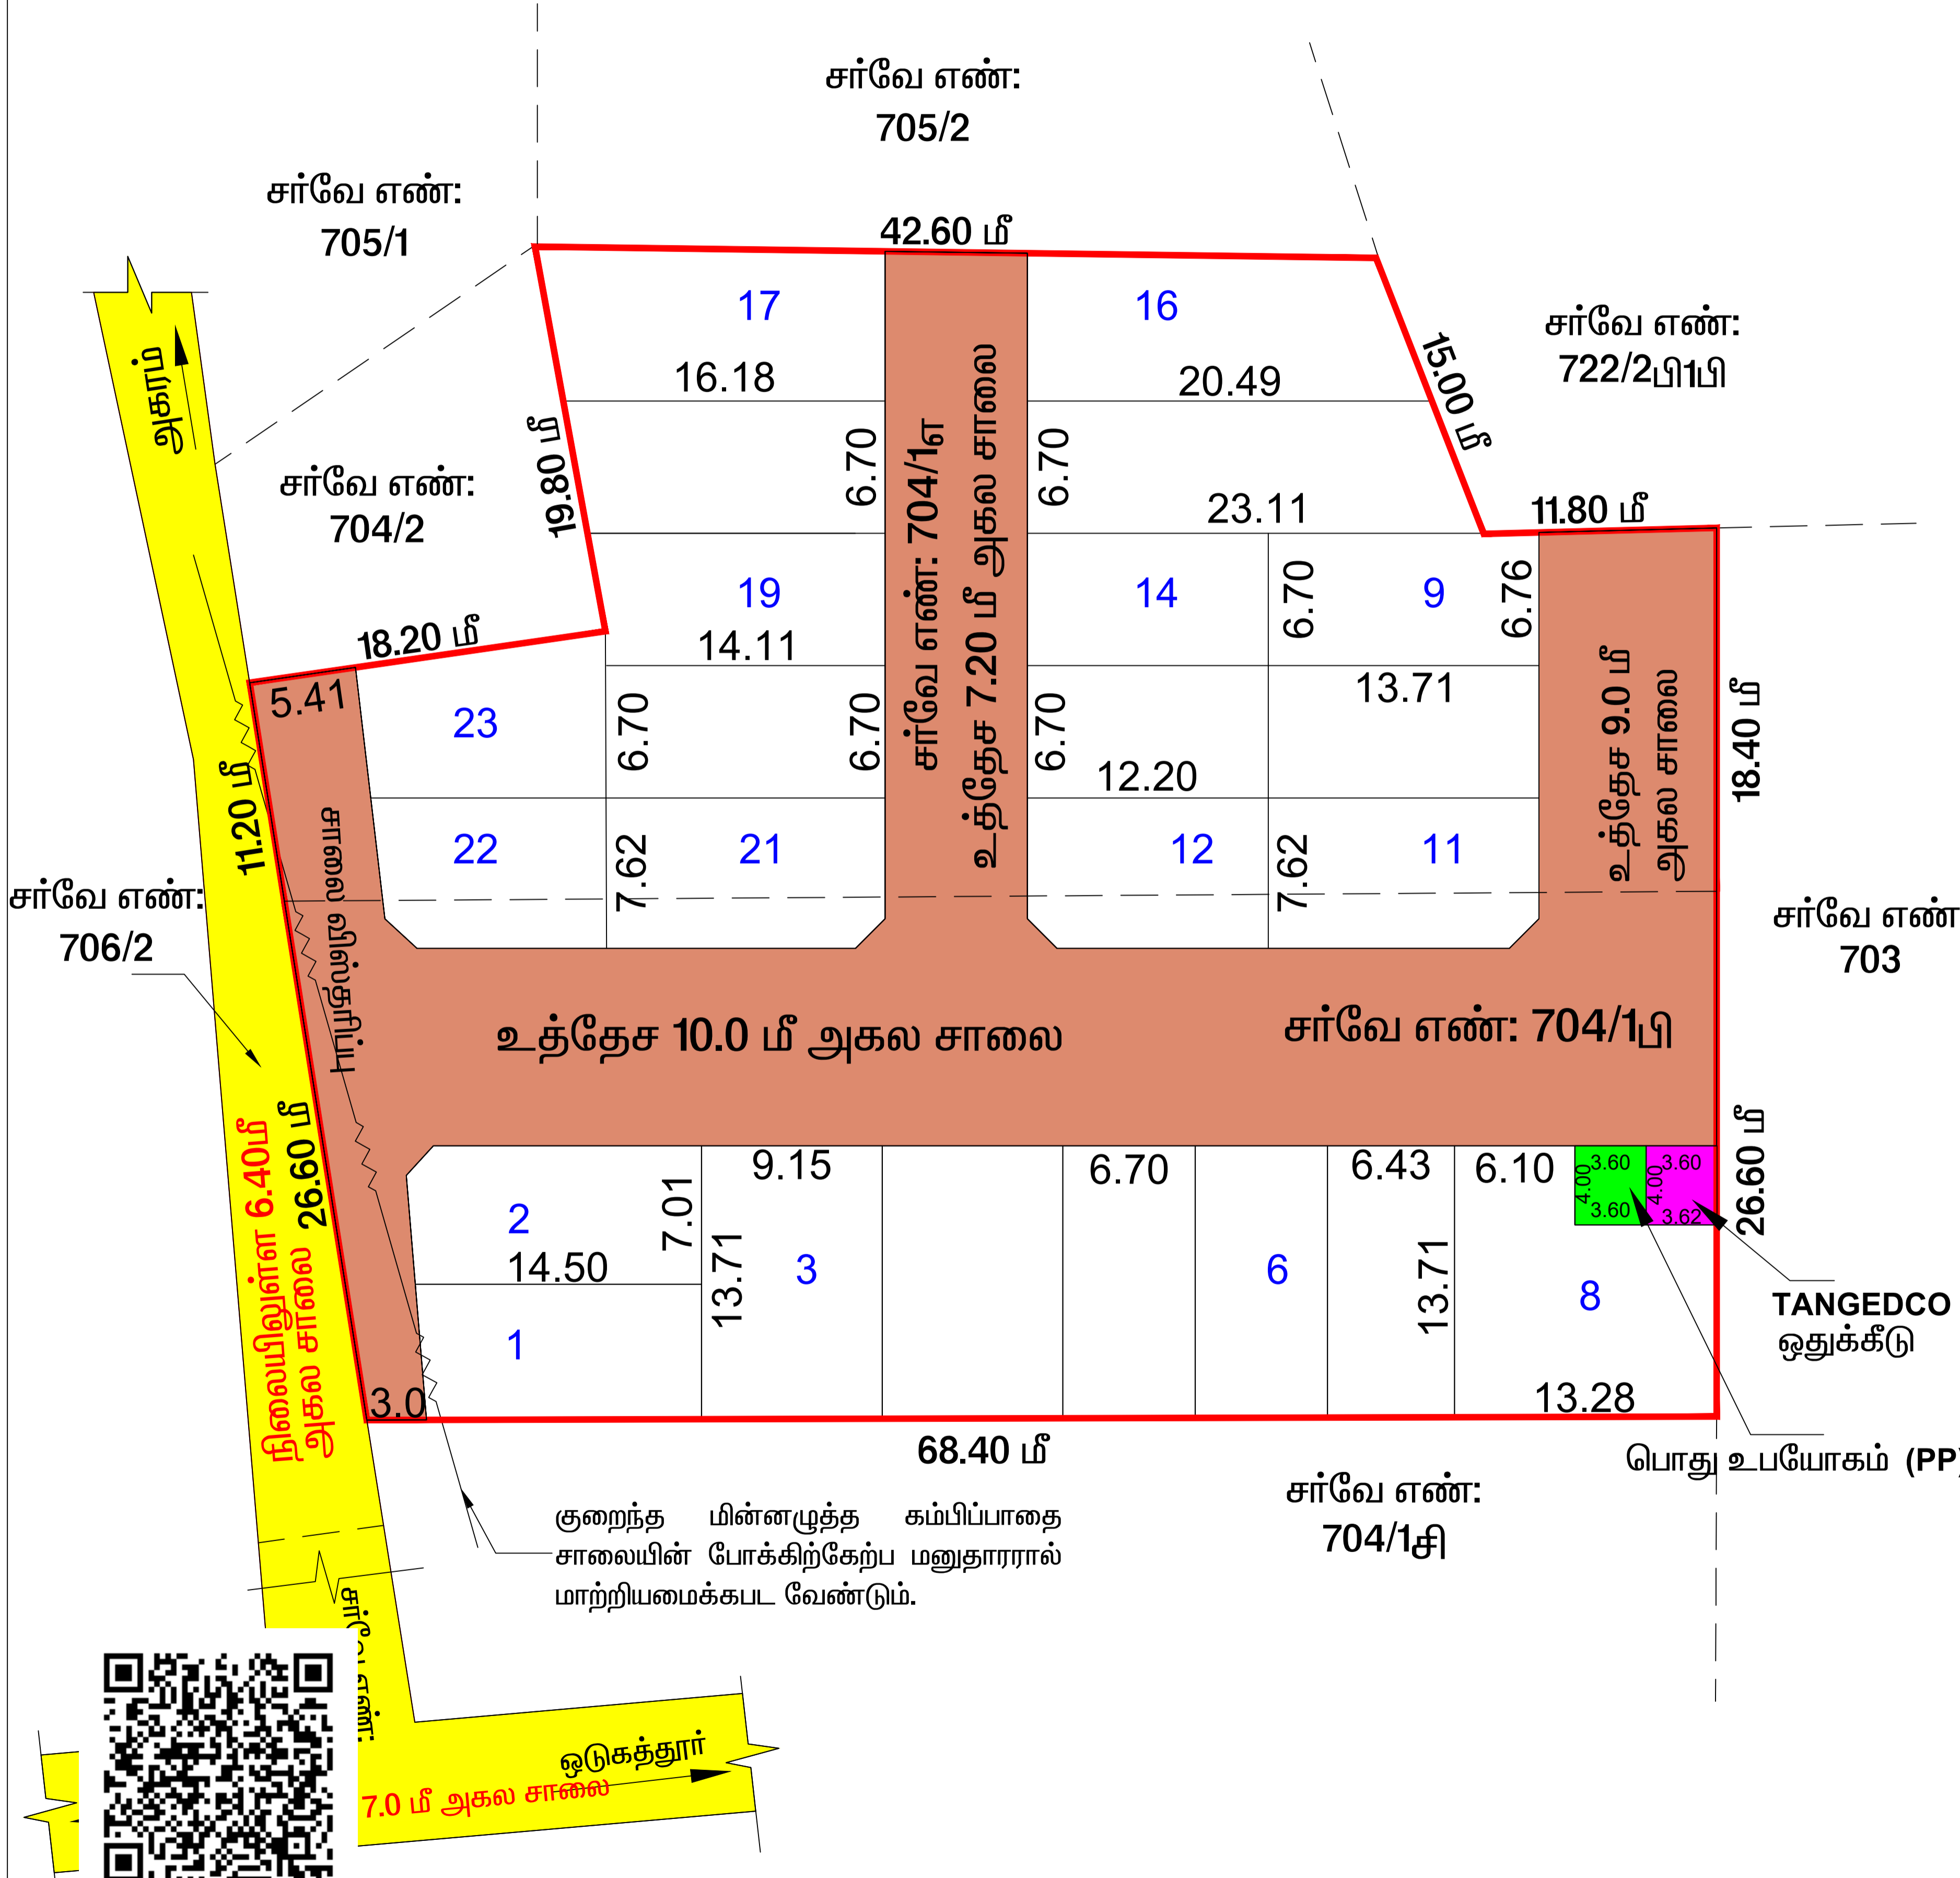 சர்வே எண்:
705/2
சர்வே எண்:
705/1
42.60 மீ
17
16
சர்வே எண்:
722/2பி1பி
அகரம்
16.18
20.49
15.00 மீ
சர்வே எண்:
704/2
19.80 மீ
6.70
சர்வே எண்: 704/1ஏ
உத்தேச 7.20 மீ அகல சாலை
6.70
23.11
11.80 மீ
19
14
6.70
9
6.76
18.20 மீ
14.11
5.41
23
6.70
6.70
6.70
13.71
உத்தேச 9.0 மீ
அகல சாலை
18.40 மீ
12.20
11.20 மீ
சாலை விஸ்தரிப்பு
22
7.62
21
12
7.62
11
சர்வே எண்:
706/2
சர்வே எண்
703
உத்தேச 10.0 மீ அகல சாலை
சர்வே எண்: 704/1பி
நிலையிலுள்ள 6.40மீ
அகல சாலை
26.60 மீ
9.15
6.70
6.43
6.10
3.60
3.60
4.00
4.00
3.60
3.62
26.60 மீ
2
7.01
14.50
13.71
3
6
13.71
8
1
TANGEDCO
ஒதுக்கீடு
3.0
13.28
68.40 மீ
பொது உபயோகம் (PP)
சர்வே எண்:
704/1சி
குறைந்த மின்னழுத்த கம்பிப்பாதை
சாலையின் போக்கிற்கேற்ப மனுதாரரால்
மாற்றியமைக்கபட வேண்டும்.
சர்வே எண்:
ஒடுகத்தூர்
7.0 மீ அகல சாலை